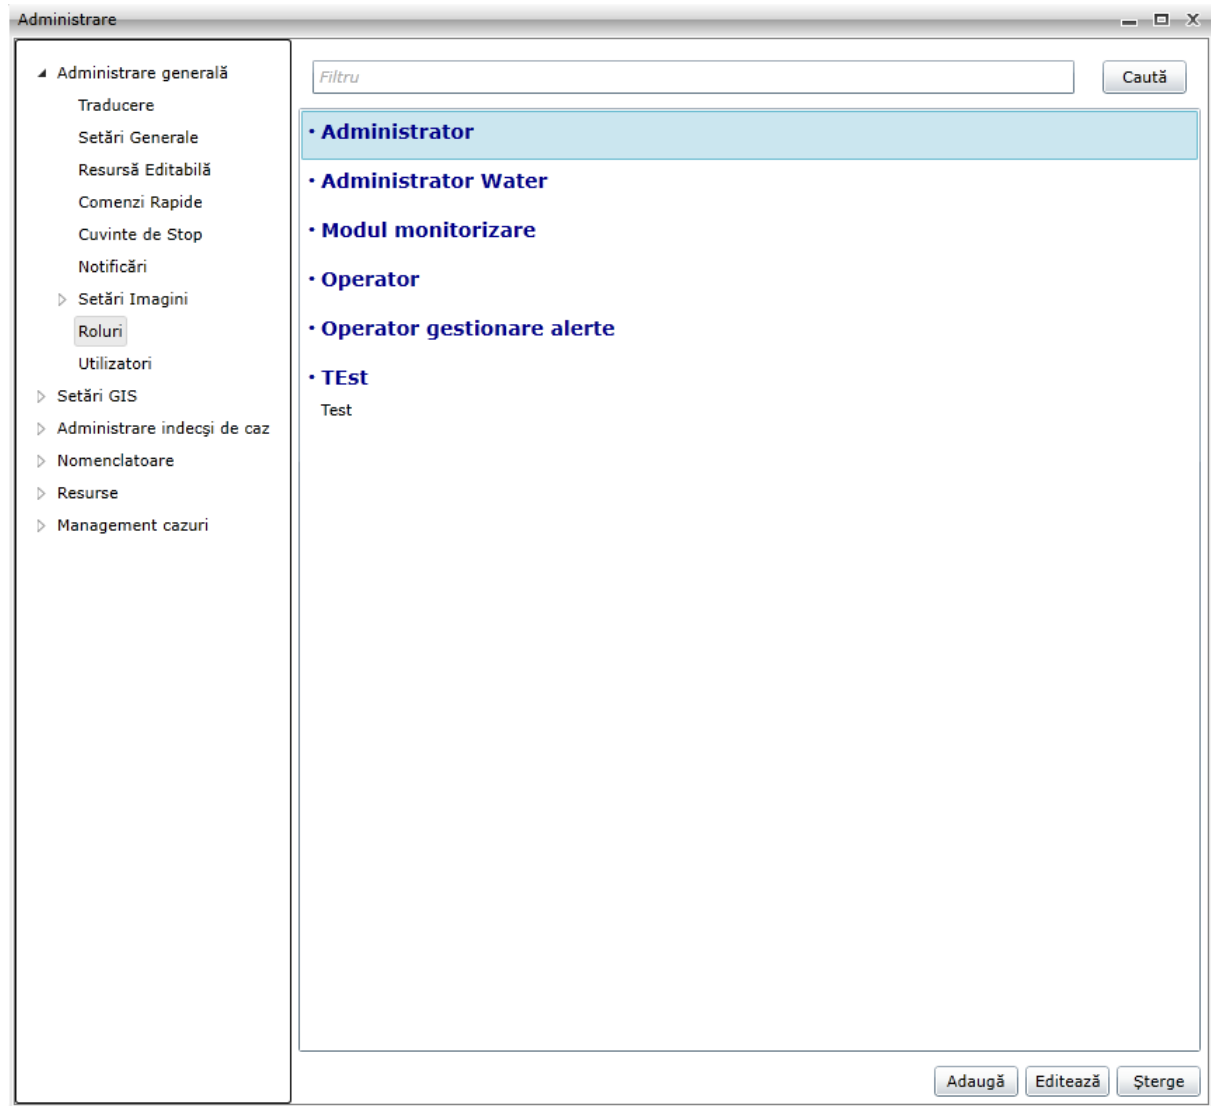 Administrare
Administrare generală
Traducere
Setări Generale
Resursă Editabilă
Comenzi Rapide
Cuvinte de Stop
Notificări
Setări Imagini
Roluri
Utilizatori
Setări GIS
Administrare indecşi de caz
Nomenclatoare
Resurse
Management cazuri
Filtru
Caută
· Administrator
· Administrator Water
· Modul monitorizare
· Operator
· Operator gestionare alerte
· TEst
Test
Adaugă
Editează
Şterge